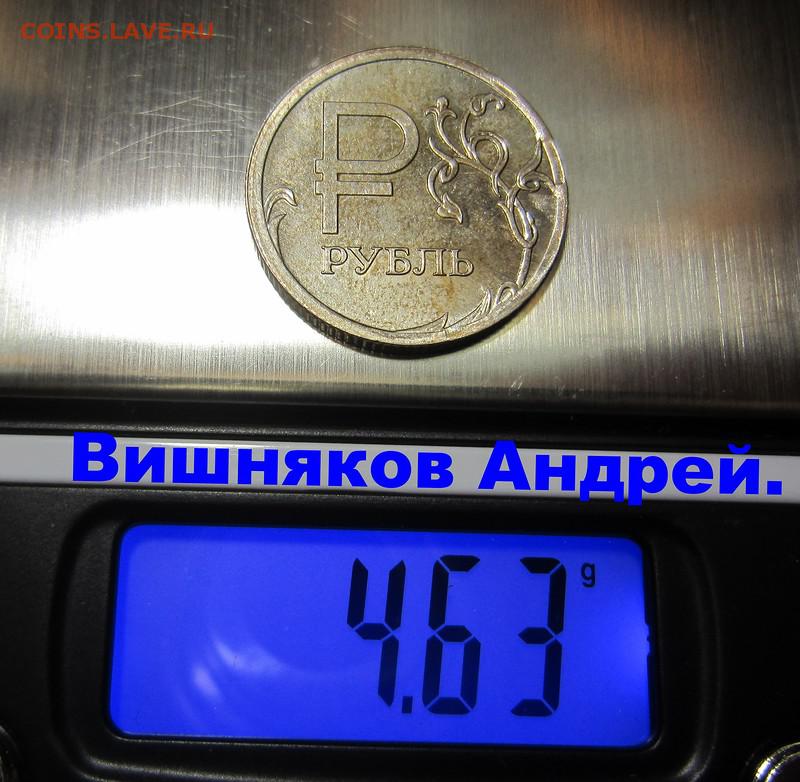 COINS.LAVE.RU
₽
РУБЛЬ
Вишняков Андрей.
4.63 g